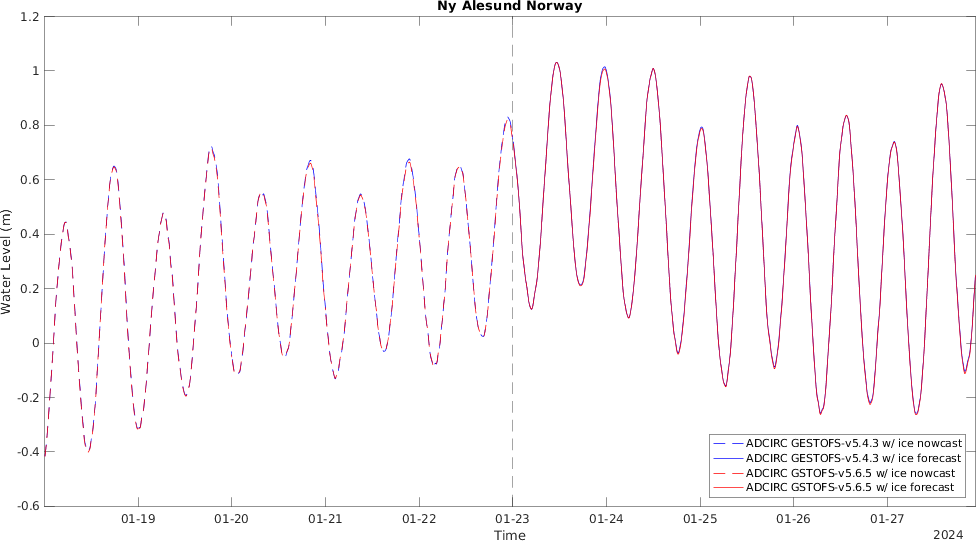 Ny Alesund Norway
1.2
1
0.8
0.6
0.4
0.2
0
-0.2
-0.4
-0.6
Water Level (m)
ADCIRC GESTOFS-v5.4.3 w/ ice nowcast
ADCIRC GESTOFS-v5.4.3 w/ ice forecast
ADCIRC GSTOFS-v5.6.5 w/ ice nowcast
ADCIRC GSTOFS-v5.6.5 w/ ice forecast
01-19 01-20 01-21 01-22 01-23 01-24 01-25 01-26 01-27
Time
2024